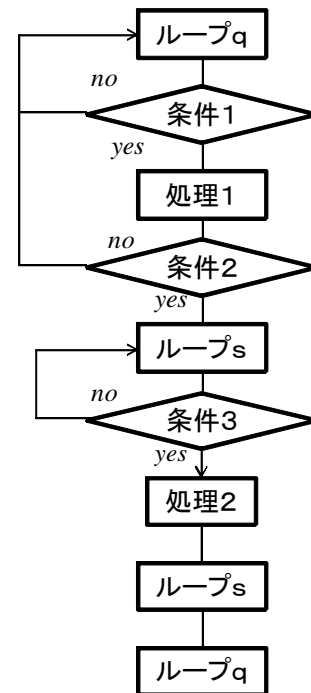 ループq
no
条件1
yes
処理1
no
条件2
yes
ループs
no
条件3
yes
処理2
ループs
ループq